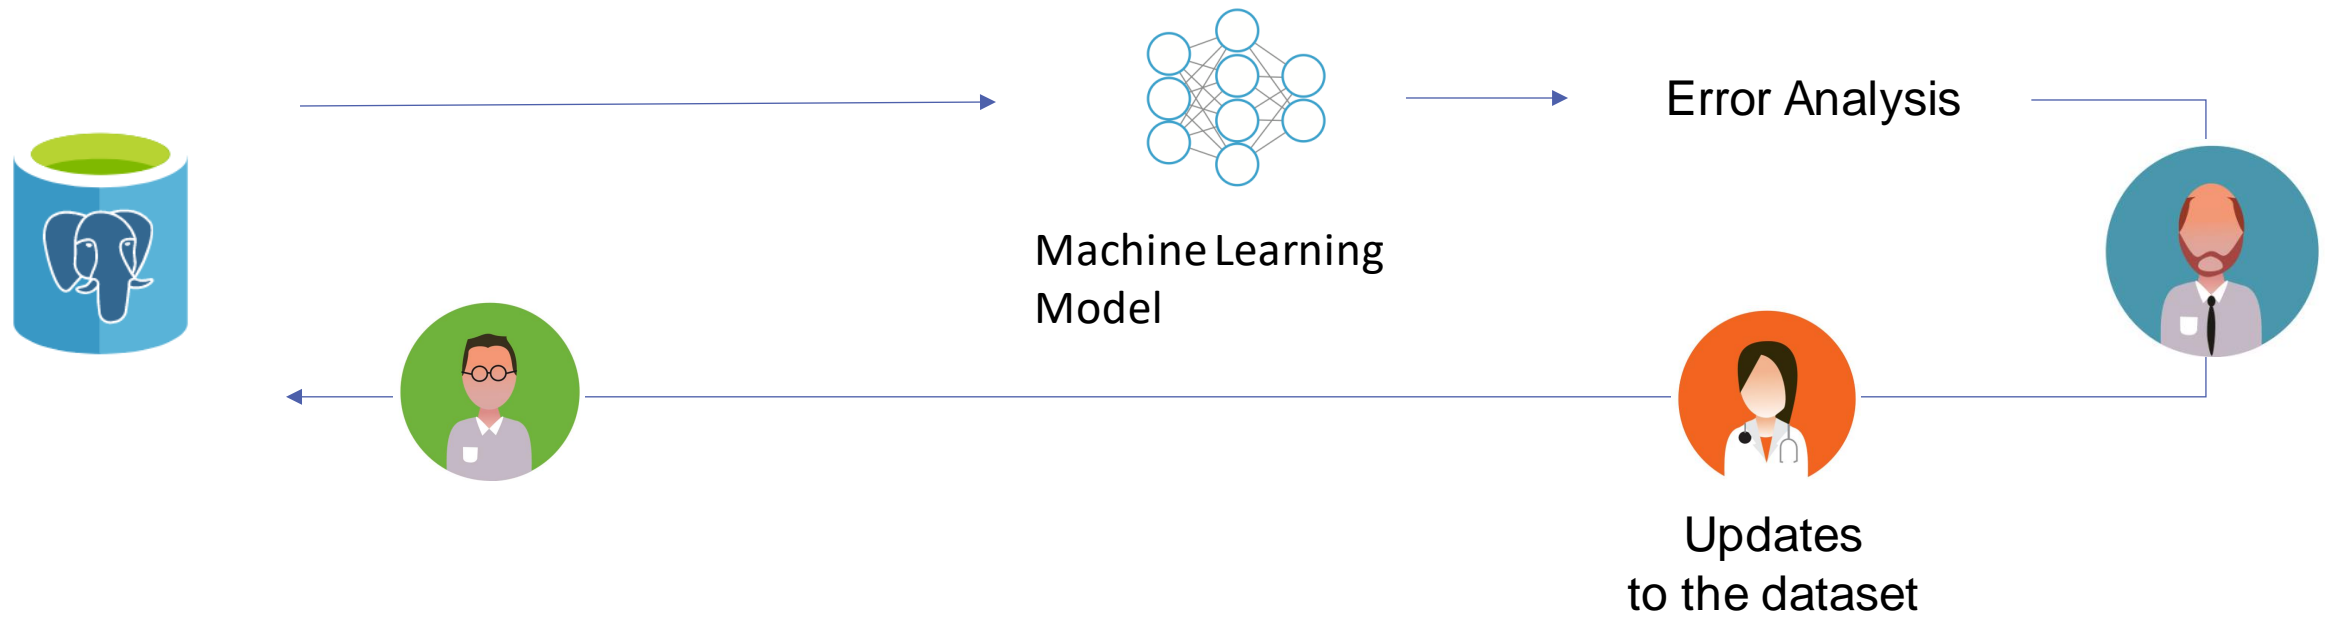 Error Analysis
Machine Learning
Model
Updates
to the dataset